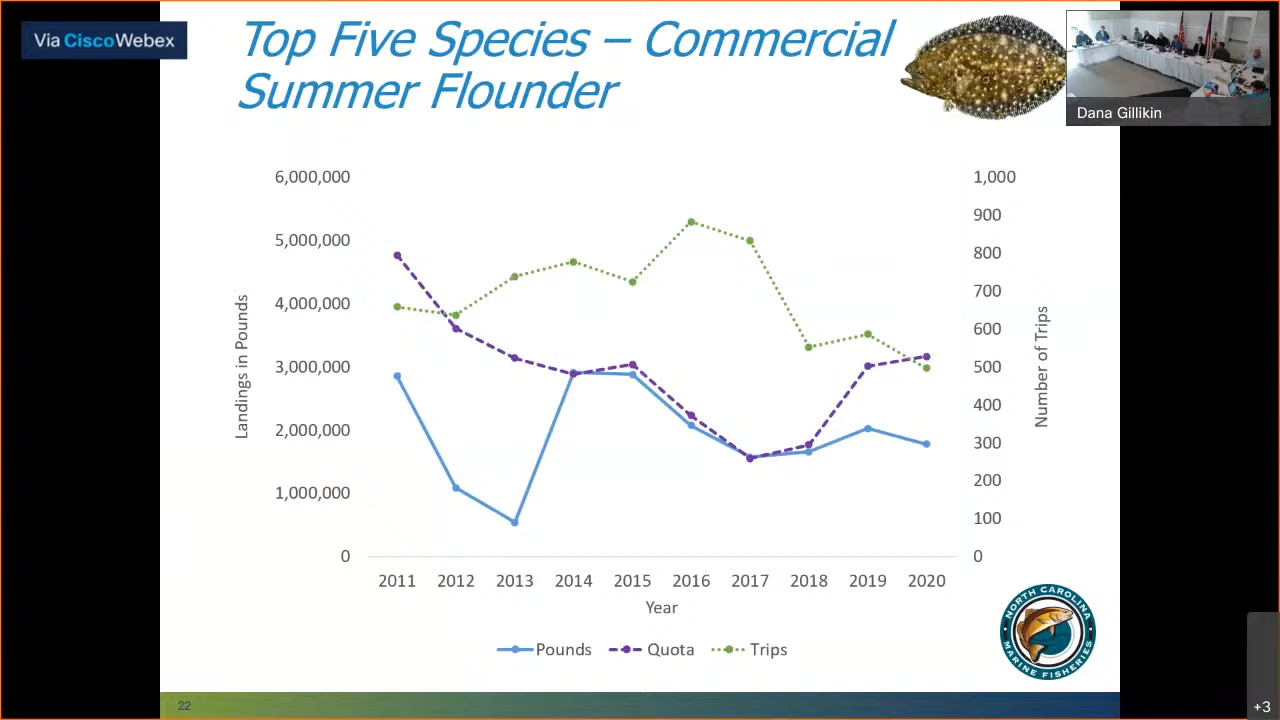 Via CiscoWebex
Top Five Species – Commercial
Summer Flounder
Dana Gillikin
6,000,000
5,000,000
4,000,000
3,000,000
2,000,000
1,000,000
0
Landings in Pounds
1,000
900
800
700
600
500
400
300
200
100
0
Number of Trips
2011 2012 2013 2014 2015 2016 2017 2018 2019 2020
Year
Pounds Quota Trips
NORTH CAROLINA
MARINE FISHERIES
22
+3